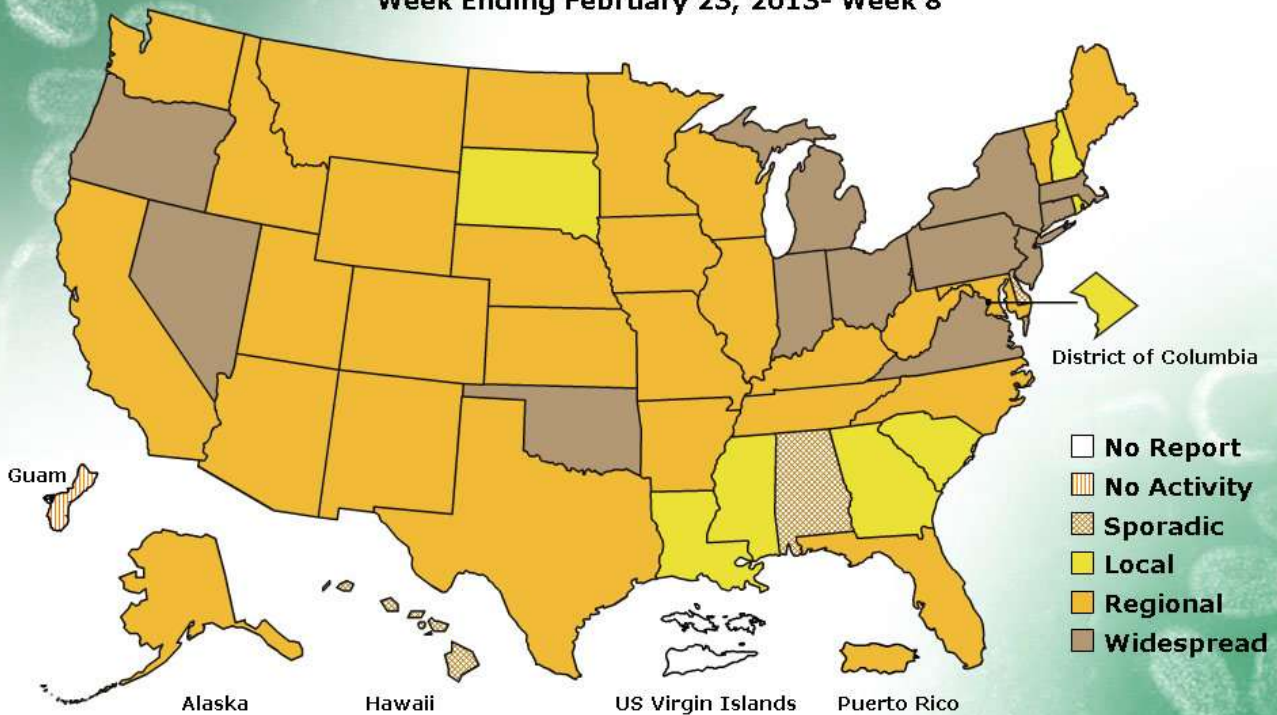 Week Ending February 23, 2013- Week 8
District of Columbia
No Report
Guam
No Activity
Sporadic
Local
Regional
Widespread
Alaska
Hawaii
US Virgin Islands
Puerto Rico